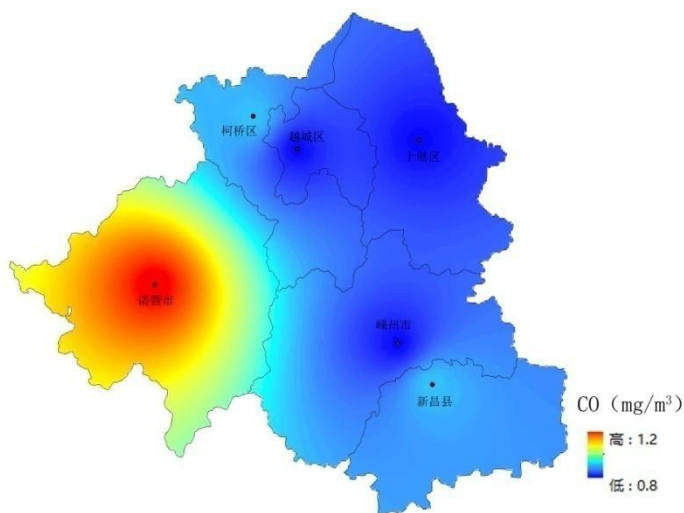 柯桥区
越城区
上虞区
诸暨市
嵊州市
新昌县
CO（mg/m³）
高：1.2
低：0.8